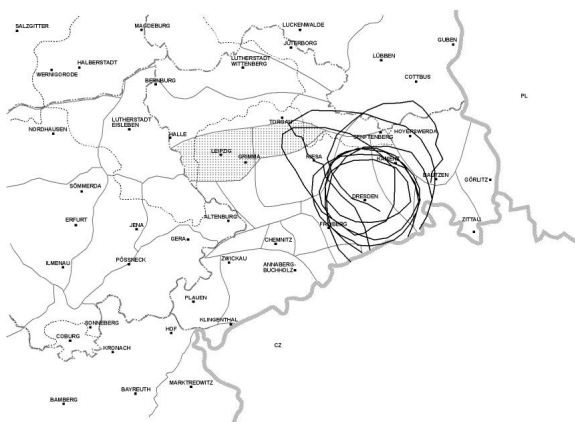 SALZGITTER
MAGDEBURG
LUCKENWALDE
GUBEN
JÜTERBORG
LÜBBEN
HALBERSTADT
WERNIGORODE
LUTHERSTADT
WITTENBERG
COTTBUS
BERNBURG
PL
LUTHERSTADT
EISLEBEN
TORGAU
NORDHAUSEN
HALLE
SENFTENBERG
HOYERSWERDA
LEIPZIG
GRIMMA
RIESA
KAMENZ
BAUTZEN
GÖRLITZ
SÖMMERDA
DRESDEN
ERFURT
JENA
ALTENBURG
FREIBERG
ZITTAU
GERA
CHEMNITZ
ILMENAU
PÖSSNECK
ZWICKAU
ANNABERG-
BUCHHOLZ
PLAUEN
SONNEBERG
KLINGENTHAL
HOF
COBURG
KRONACH
CZ
MARKTREDWITZ
BAYREUTH
BAMBERG